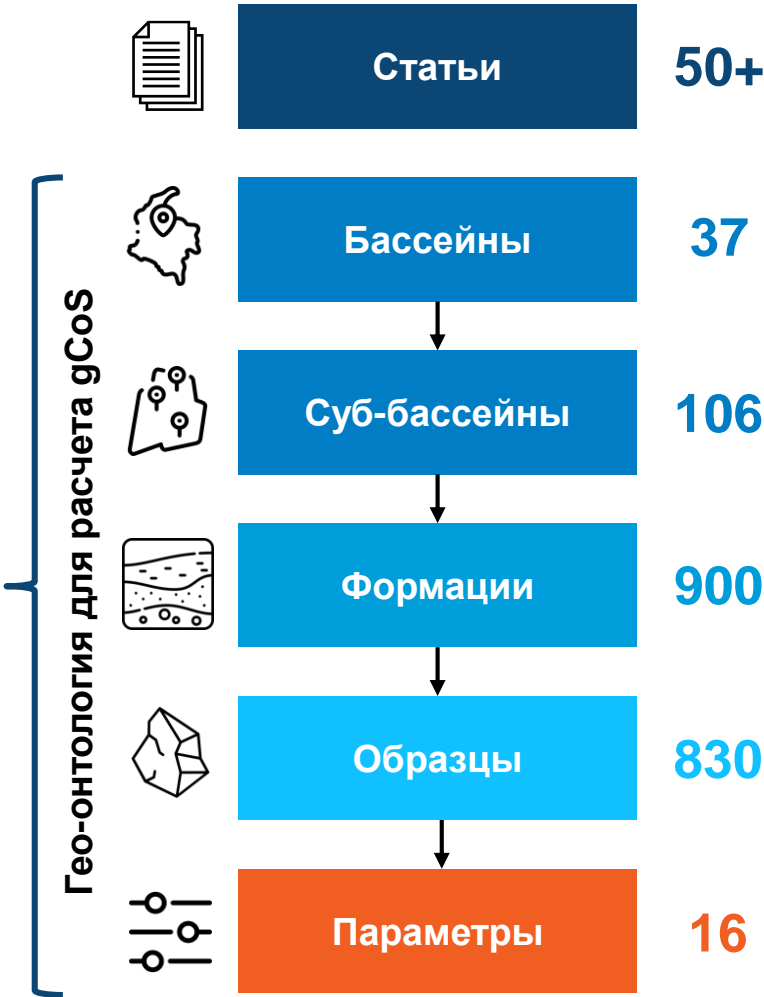 Статьи
50+
Гео-онтология для расчета gCoS
Бассейны
37
Суб-бассейны
106
Формации
900
Образцы
830
Параметры
16